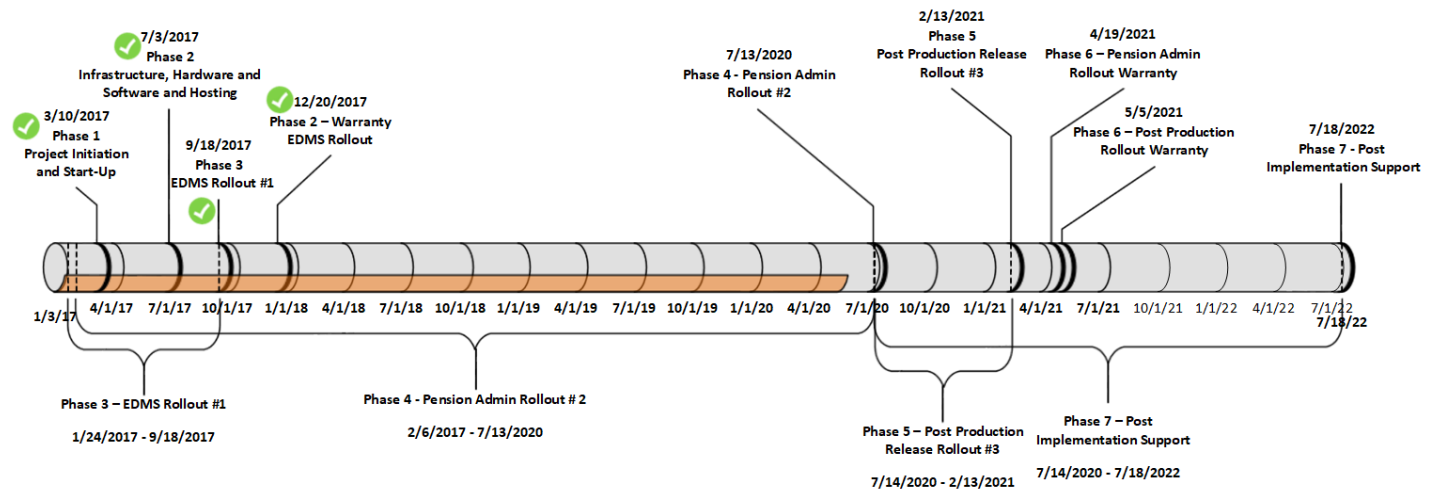 3/10/2017
Phase 1
Project Initiation
and Start-Up
7/3/2017
Phase 2
Infrastructure, Hardware and
Software and Hosting
9/18/2017
Phase 3
EDMS Rollout #1
12/20/2017
Phase 2 – Warranty
EDMS Rollout
7/13/2020
Phase 4 - Pension Admin
Rollout #2
2/13/2021
Phase 5
Post Production Release
Rollout #3
4/19/2021
Phase 6 – Pension Admin
Rollout Warranty
5/5/2021
Phase 6 – Post Production
Rollout Warranty
7/18/2022
Phase 7 - Post
Implementation Support
1/3/17 4/1/17 7/1/17 10/1/17 1/1/18 4/1/18 7/1/18 10/1/18 1/1/19 4/1/19 7/1/19 10/1/19 1/1/20 4/1/20 7/1/20 10/1/20 1/1/21 4/1/21 7/1/21 10/1/21 1/1/22 4/1/22 7/1/22
7/18/22
Phase 3 – EDMS Rollout #1
1/24/2017 - 9/18/2017
Phase 4 - Pension Admin Rollout # 2
2/6/2017 - 7/13/2020
Phase 5 – Post Production
Release Rollout #3
7/14/2020 - 2/13/2021
Phase 7 – Post
Implementation Support
7/14/2020 - 7/18/2022